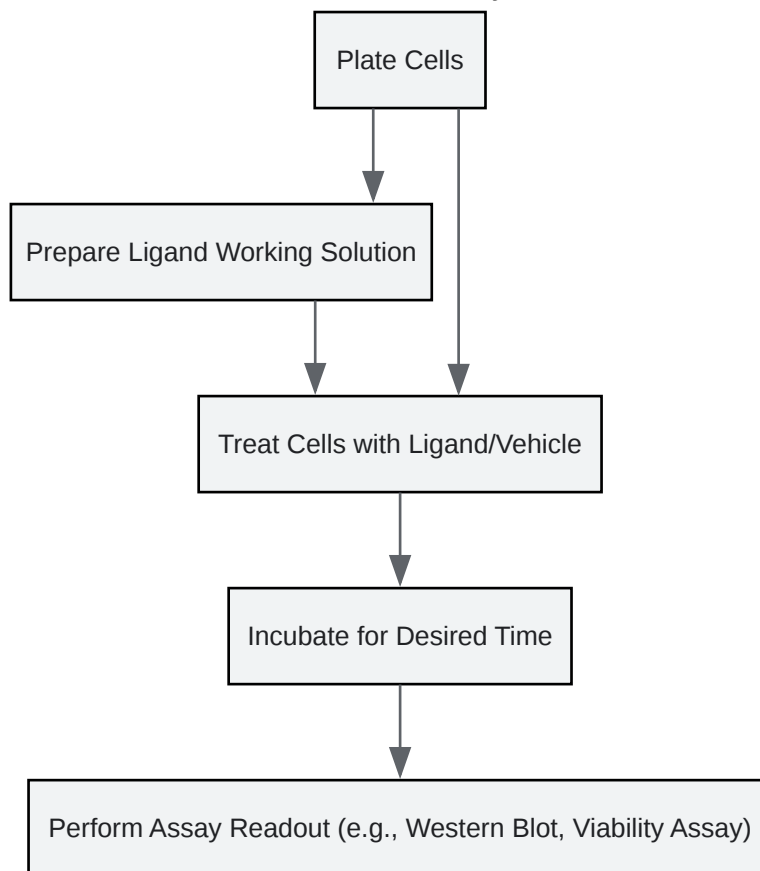 Plate Cells
Prepare Ligand Working Solution
Treat Cells with Ligand/Vehicle
Incubate for Desired Time
Perform Assay Readout (e.g., Western Blot, Viability Assay)